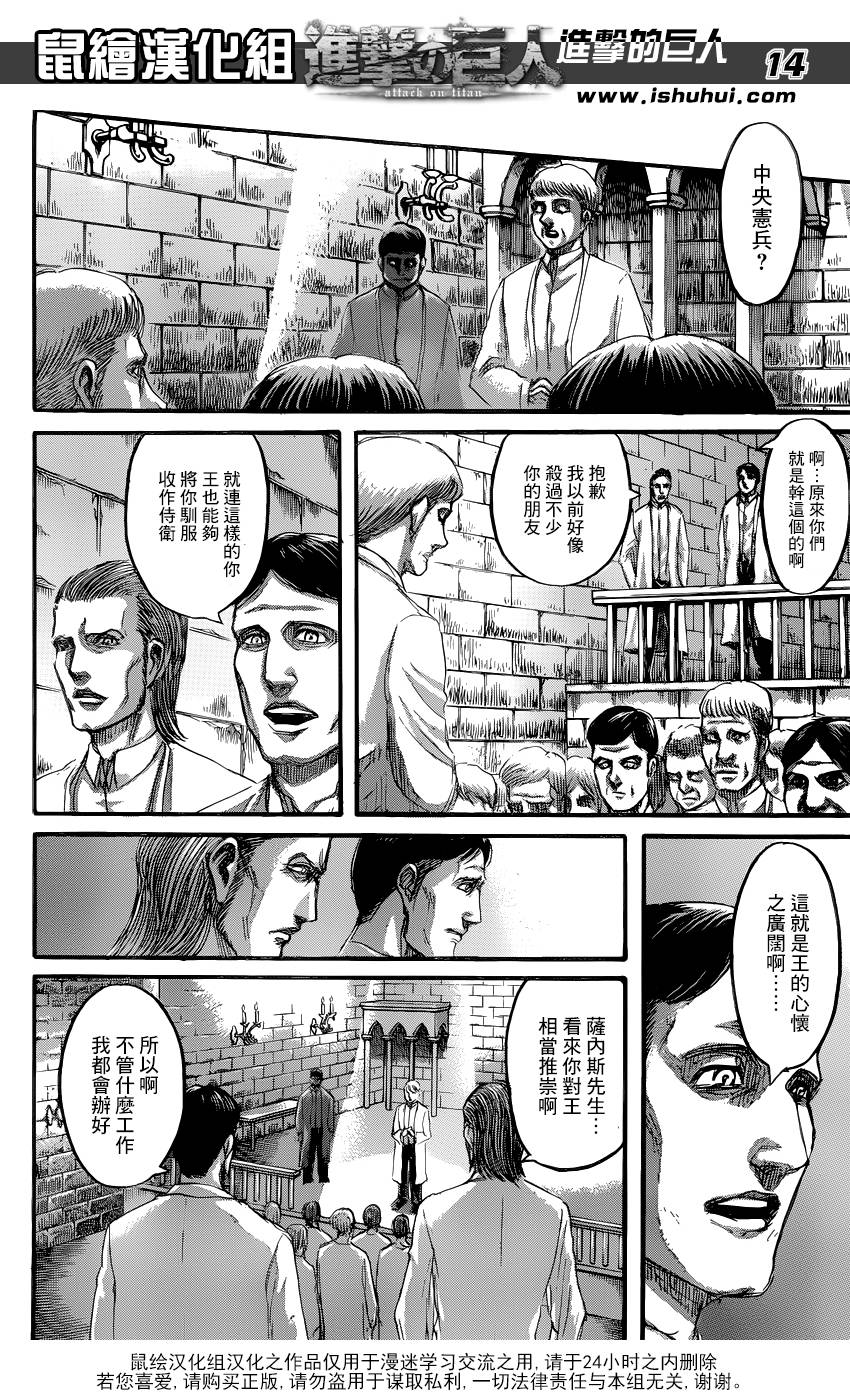 鼠繪漢化組
進撃の巨人
attack on titan
進擊的巨人
www.ishuhui.com
14
中央憲兵？
啊…原來你們
就是幹這個的啊
抱歉
我以前好像
殺過不少
你的朋友
就連這樣的你
王也能夠
將你馴服
收作侍衛
這就是王的心懷
之廣闊啊……
薩內斯先生…
看來你對王
相當推崇啊
所以啊
不管什麼工作
我都會辦好
鼠绘汉化组汉化之作品仅用于漫迷学习交流之用, 请于24小时之内删除
若您喜爱, 请购买正版, 请勿盗用于谋取私利, 一切法律责任与本组无关, 谢谢。